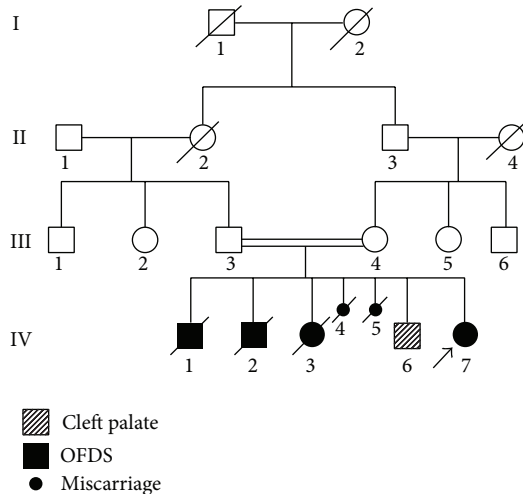 I
1 2
II
1 2 3 4
III
1 2 3 4 5 6
IV
1 2 3 4 5 6 7
Cleft palate
OFDS
Miscarriage